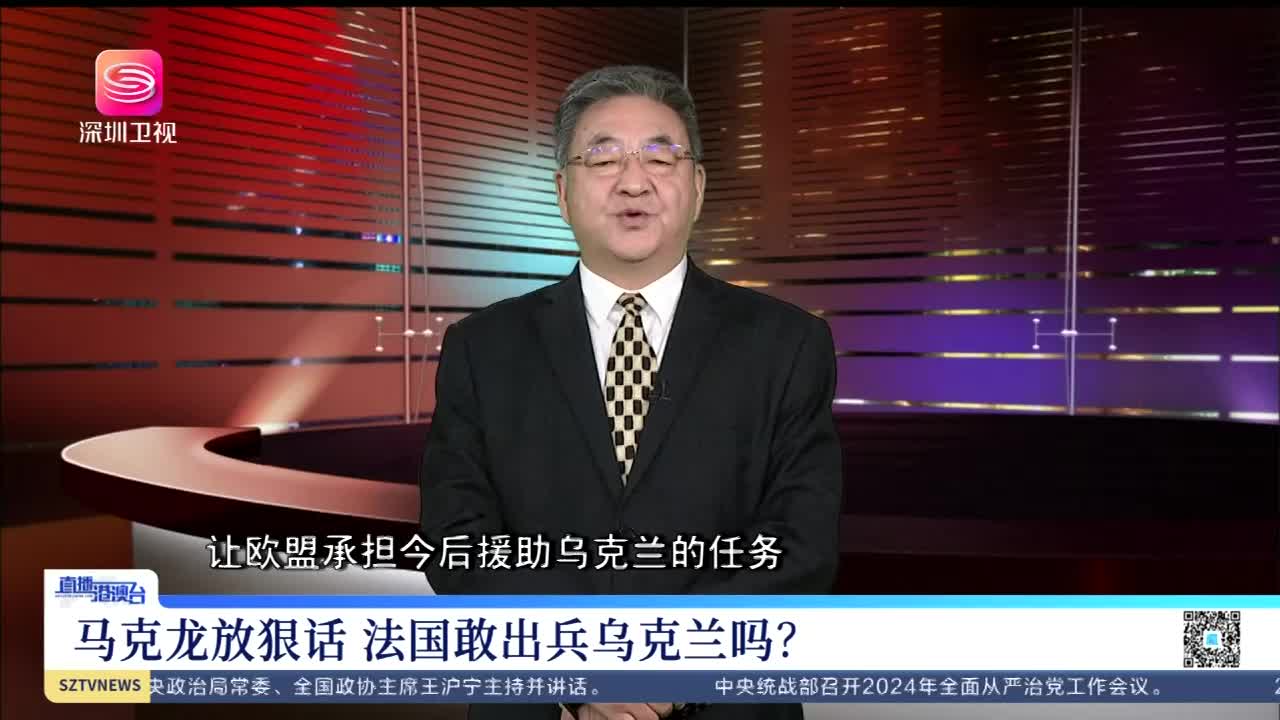 深圳卫视
让欧盟承担今后援助乌克兰的任务
直播港澳台
马克龙放狠话 法国敢出兵乌克兰吗?
SZTVNEWS
央政治局常委、全国政协主席王沪宁主持并讲话。 中央统战部召开2024年全面从严治党工作会议。